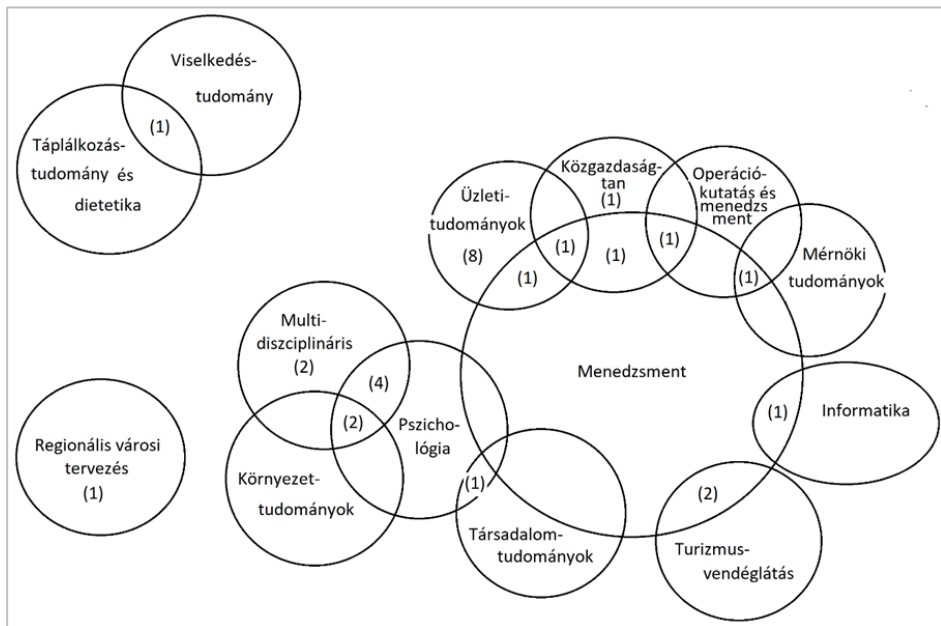 Viselkedés-
tudomány
(1)
Táplálkozás-
tudomány és
dietetika
Közgazdaság-
tan
(1)
Operáció-
kutatás és
menedzs
ment
Üzleti-
tudományok
(8)
(1)
(1)
(1)
(1)
(1)
Mérnöki
tudományok
Multi-
diszciplináris
(2)
(4)
(2)
Pszicho-
lógia
Menedzsment
(1)
Informatika
Regionális városi
tervezés
(1)
Környezet-
tudományok
(1)
(2)
Társadalom-
tudományok
Turizmus-
vendéglátás